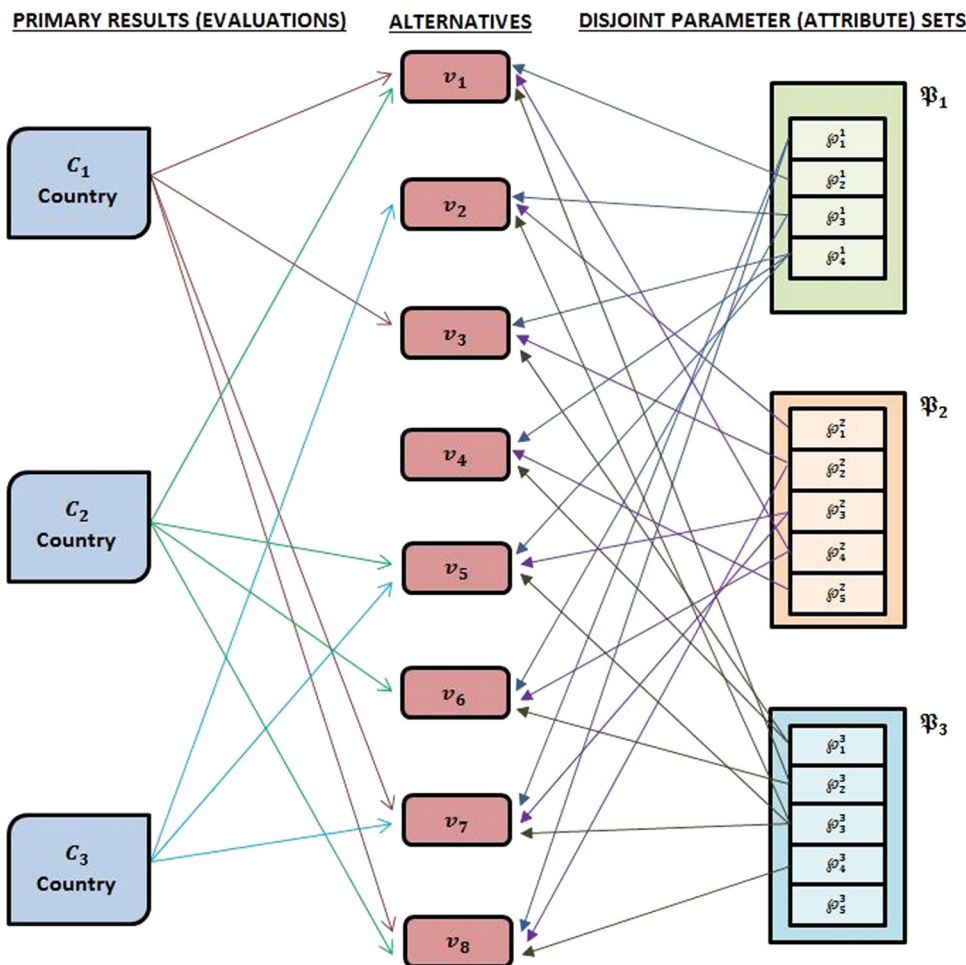 PRIMARY RESULTS (EVALUATIONS)
ALTERNATIVES
DISJOINT PARAMETER (ATTRIBUTE) SETS
C₁
Country
C₂
Country
C₃
Country
v₁
v₂
v₃
v₄
v₅
v₆
v₇
v₈
𝔓₁
℘₁¹
℘₂¹
℘₃¹
℘₄¹
𝔓₂
℘₁²
℘₂²
℘₃²
℘₄²
℘₅²
𝔓₃
℘₁³
℘₂³
℘₃³
℘₄³
℘₅³